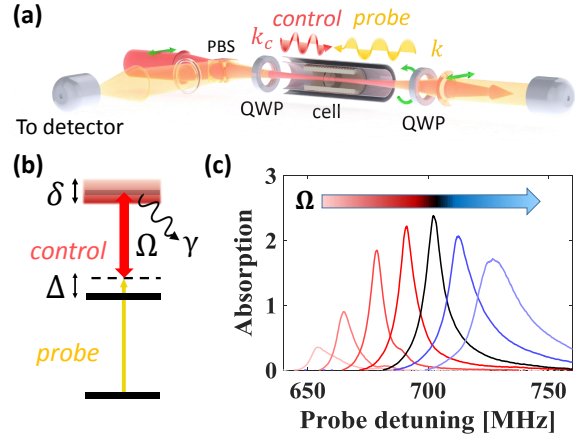 (a)
control probe
k_c k
PBS
QWP
cell
QWP
To detector
(b)
δ
control
Ω
γ
Δ
probe
(c)
Ω
Absorption
3
2
1
0
650 700 750
Probe detuning [MHz]